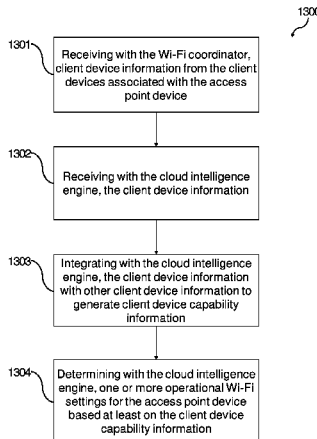 1300
1301
Receiving with the Wi-Fi coordinator,
client device information from the client
devices associated with the access
point device
1302
Receiving with the cloud intelligence
engine, the client device information
1303
Integrating with the cloud intelligence
engine, the client device information
with other client device information to
generate client device capability
information
1304
Determining with the cloud intelligence
engine, one or more operational Wi-Fi
settings for the access point device
based at least on the client device
capability information